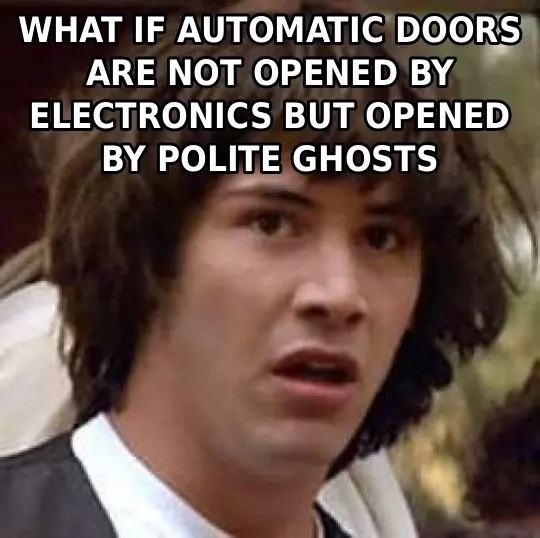 WHAT IF AUTOMATIC DOORS
ARE NOT OPENED BY
ELECTRONICS BUT OPENED
BY POLITE GHOSTS